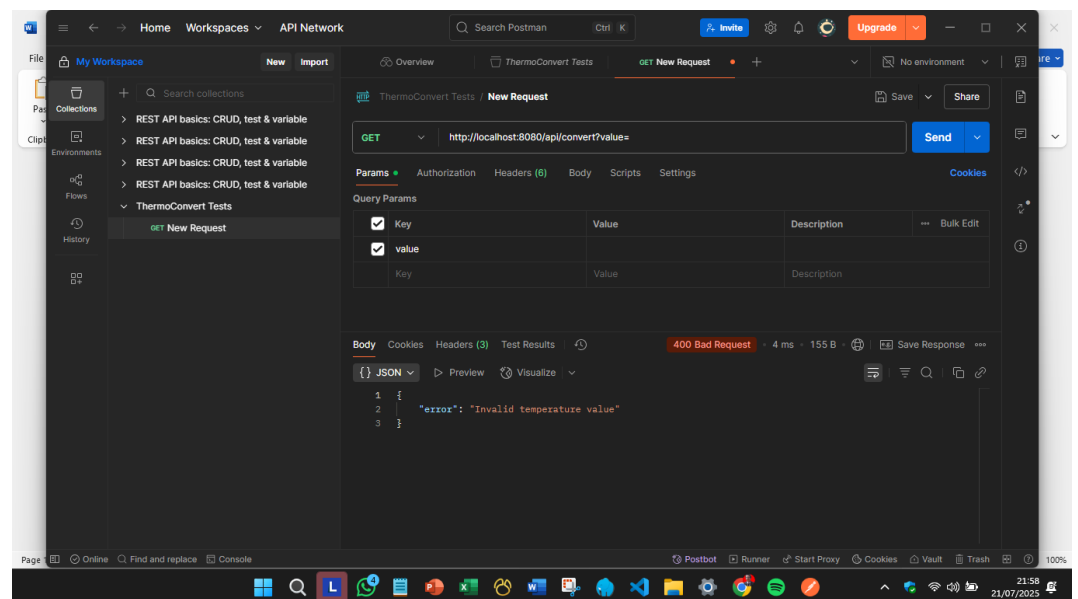 Home Workspaces API Network Search Postman Ctrl K Invite Upgrade
File My Workspace New Import Overview ThermoConvert Tests GET New Request No environment
Collections Search collections ThermoConvert Tests / New Request Save Share
REST API basics: CRUD, test & variable
REST API basics: CRUD, test & variable
REST API basics: CRUD, test & variable
REST API basics: CRUD, test & variable
ThermoConvert Tests
GET New Request
Environments
Flows
History
GET http://localhost:8080/api/convert?value= Send
Params Authorization Headers (6) Body Scripts Settings Cookies
Query Params
Key Value Description Bulk Edit
value
Key Value Description
Body Cookies Headers (3) Test Results 400 Bad Request 4 ms 155 B Save Response
{} JSON Preview Visualize
1 {
2 "error": "Invalid temperature value"
3 }
Page Online Find and replace Console Postbot Runner Start Proxy Cookies Vault Trash 100%
21:58
21/07/2025